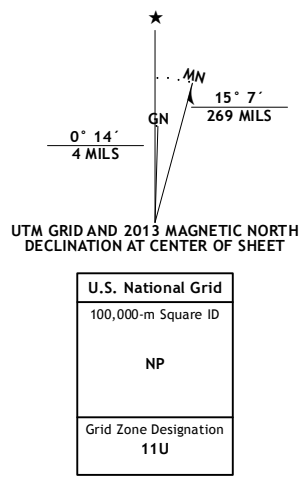 MN
GN
15° 7´
269 MILS
0° 14´
4 MILS
UTM GRID AND 2013 MAGNETIC NORTH
DECLINATION AT CENTER OF SHEET
U.S. National Grid
100,000-m Square ID
NP
Grid Zone Designation
11U